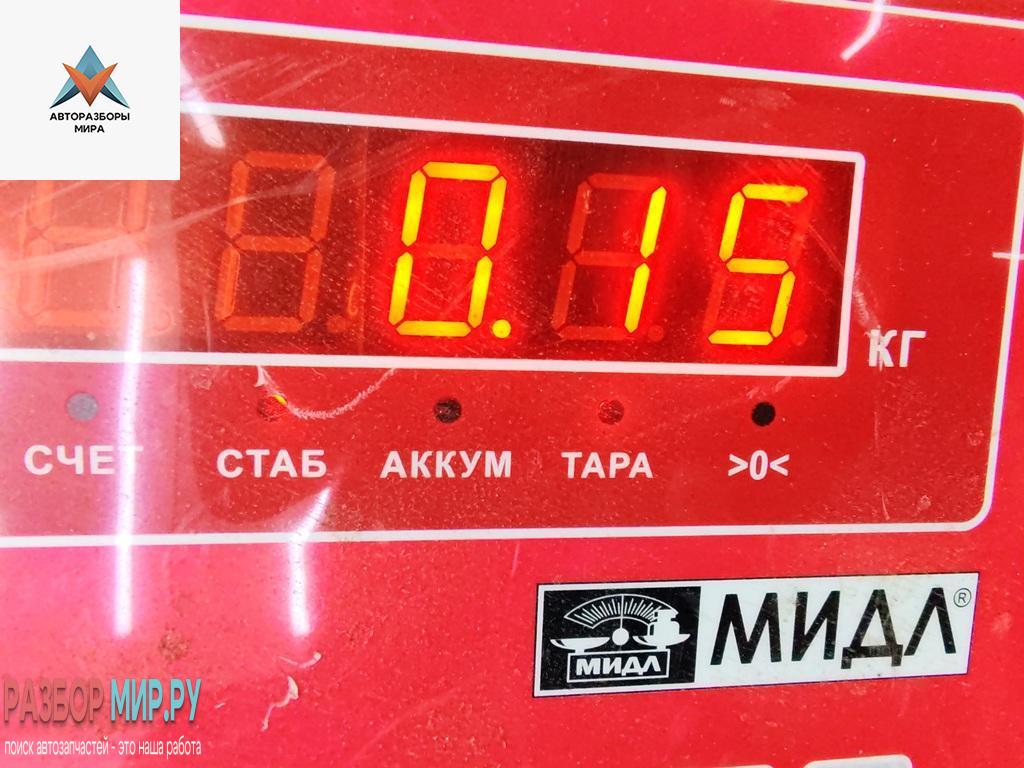 АВТОРАЗБОРЫ
МИРА
0.15
КГ
СЧЕТ СТАБ АККУМ ТАРА >0<
МИДЛ
МИДЛ®
РАЗБОР МИР.РУ
поиск автозапчастей - это наша работа